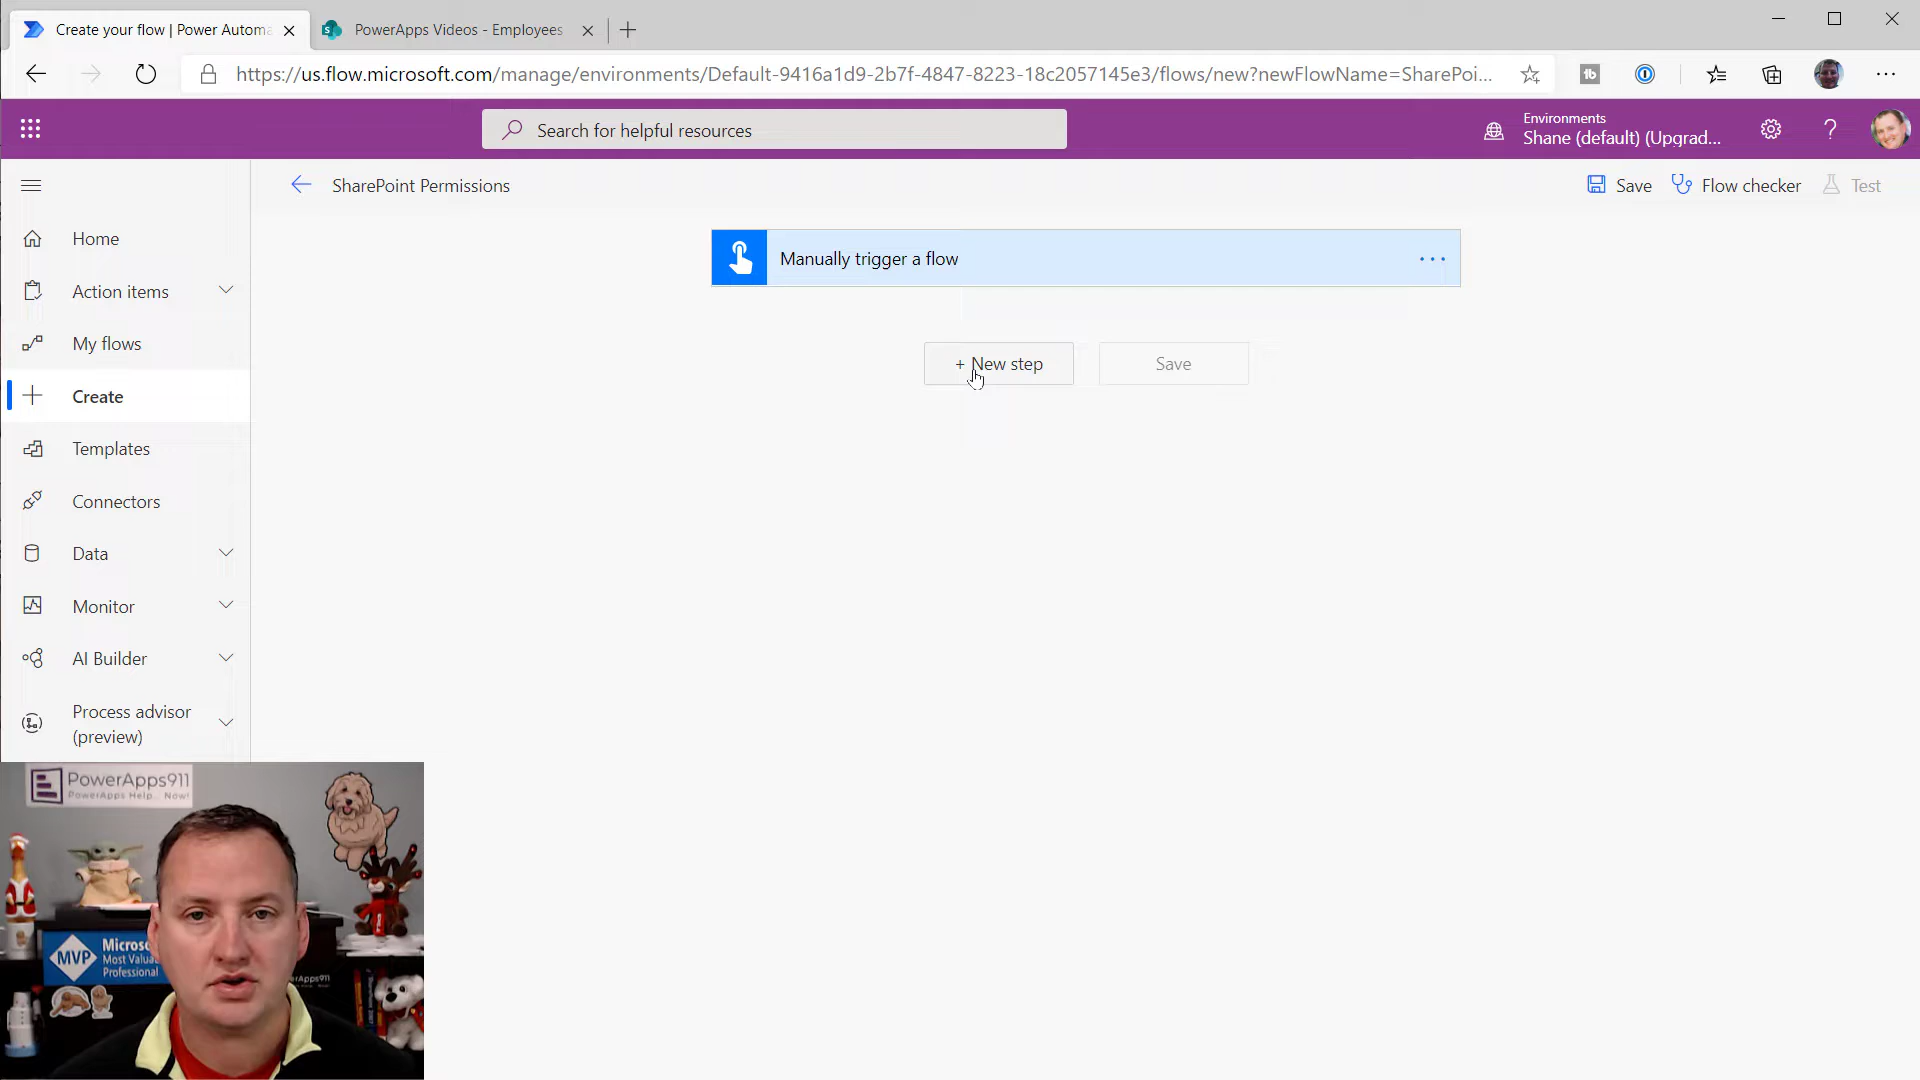 Create your flow | Power Automa
PowerApps Videos - Employees
https://us.flow.microsoft.com/manage/environments/Default-9416a1d9-2b7f-4847-8223-18c2057145e3/flows/new?newFlowName=SharePoi...
Search for helpful resources
Environments
Shane (default) (Upgrad...
SharePoint Permissions
Save
Flow checker
Test
Home
Action items
My flows
Create
Templates
Connectors
Data
Monitor
AI Builder
Process advisor
(preview)
Manually trigger a flow
+ New step
Save
PowerApps911
PowerApps Help... Now!
MVP
Microso
Most Valua
Professional
erApps911